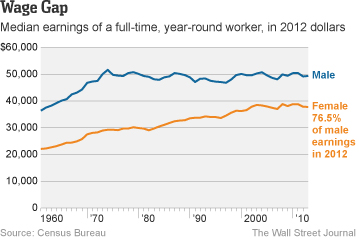 Wage Gap
Median earnings of a full-time, year-round worker, in 2012 dollars
$60,000
50,000
40,000
30,000
20,000
10,000
0
Male
Female
76.5%
of male
earnings
in 2012
1960 '70 '80 '90 2000 '10
Source: Census Bureau The Wall Street Journal